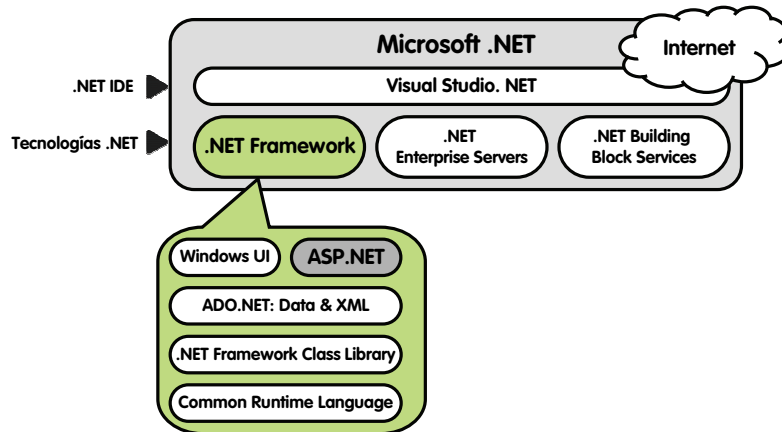 Microsoft .NET
Internet
.NET IDE
Visual Studio. NET
Tecnologías .NET
.NET Framework
.NET
Enterprise Servers
.NET Building
Block Services
Windows UI
ASP.NET
ADO.NET: Data & XML
.NET Framework Class Library
Common Runtime Language